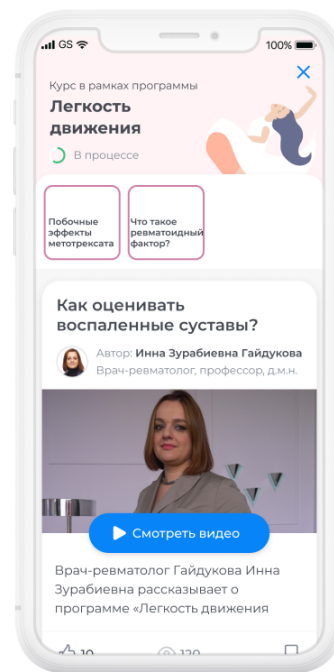 GS
100%
Курс в рамках программы
Легкость
движения
В процессе
Побочные
эффекты
метотрексата
Что такое
ревматоидный
фактор?
Как оценивать
воспаленные суставы?
Автор: Инна Зурабиевна Гайдукова
Врач-ревматолог, профессор, д.м.н.
Смотреть видео
Врач-ревматолог Гайдукова Инна
Зурабиевна рассказывает о
программе «Легкость движения
10
120